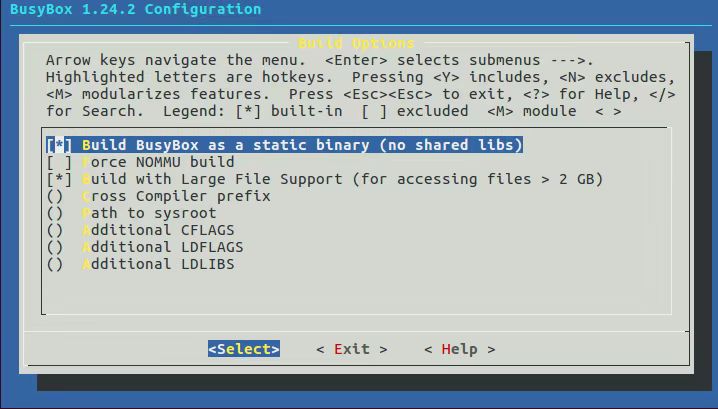 BusyBox 1.24.2 Configuration
Build Options
Arrow keys navigate the menu.  <Enter> selects submenus --->.
Highlighted letters are hotkeys.  Pressing <Y> includes, <N> excludes,
<M> modularizes features.  Press <Esc><Esc> to exit, <?> for Help, </>
for Search.  Legend: [*] built-in  [ ] excluded  <M> module  < >
[*] Build BusyBox as a static binary (no shared libs)
[ ] Force NOMMU build
[*] Build with Large File Support (for accessing files > 2 GB)
() Cross Compiler prefix
() Path to sysroot
() Additional CFLAGS
() Additional LDFLAGS
() Additional LDLIBS
<Select> < Exit > < Help >